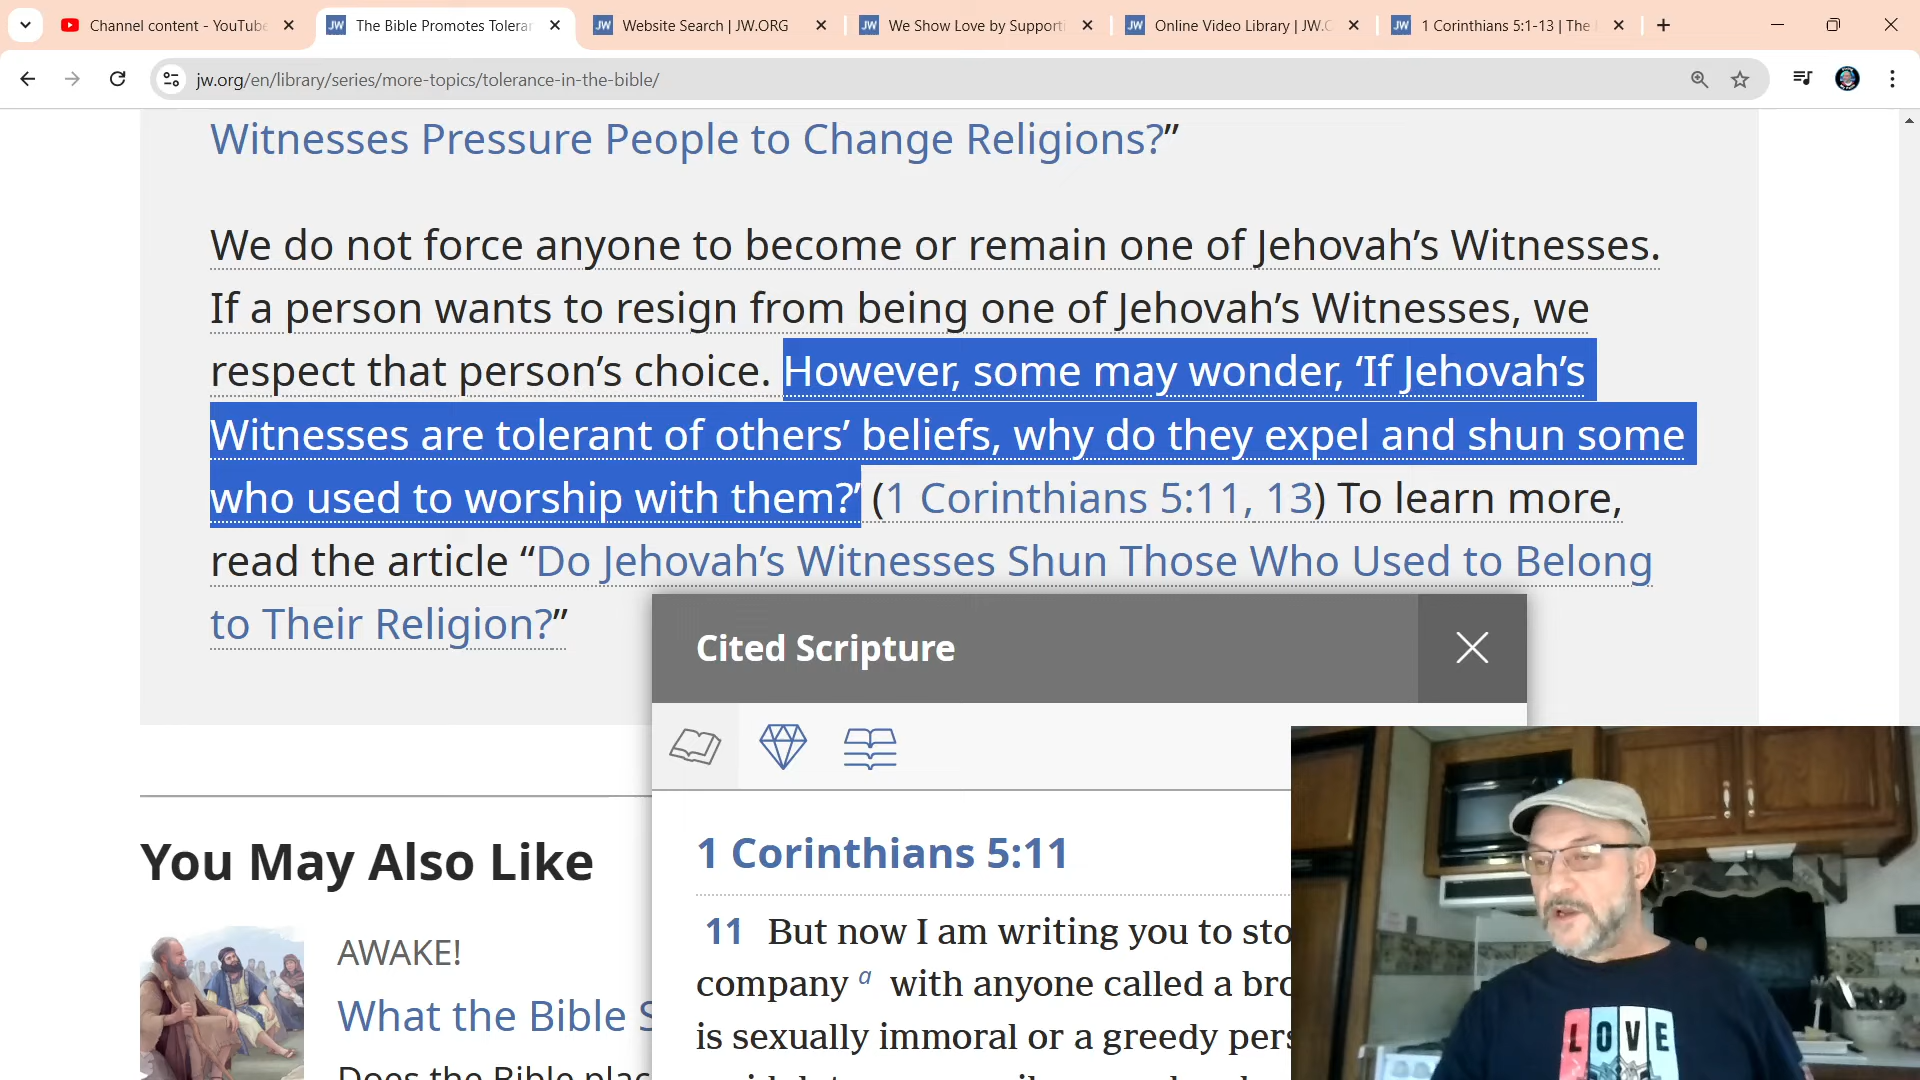 Channel content - YouTube
The Bible Promotes Toleran
Website Search | JW.ORG
We Show Love by Supporti
Online Video Library | JW.O
1 Corinthians 5:1-13 | The
jw.org/en/library/series/more-topics/tolerance-in-the-bible/
Witnesses Pressure People to Change Religions?”
We do not force anyone to become or remain one of Jehovah’s Witnesses.
If a person wants to resign from being one of Jehovah’s Witnesses, we
respect that person’s choice. However, some may wonder, ‘If Jehovah’s
Witnesses are tolerant of others’ beliefs, why do they expel and shun some
who used to worship with them?’ (1 Corinthians 5:11, 13) To learn more,
read the article “Do Jehovah’s Witnesses Shun Those Who Used to Belong
to Their Religion?”
Cited Scripture
1 Corinthians 5:11
11 But now I am writing you to sto
company a with anyone called a bro
is sexually immoral or a greedy pers
You May Also Like
AWAKE!
What the Bible S
Does the Bible plac
LOVE